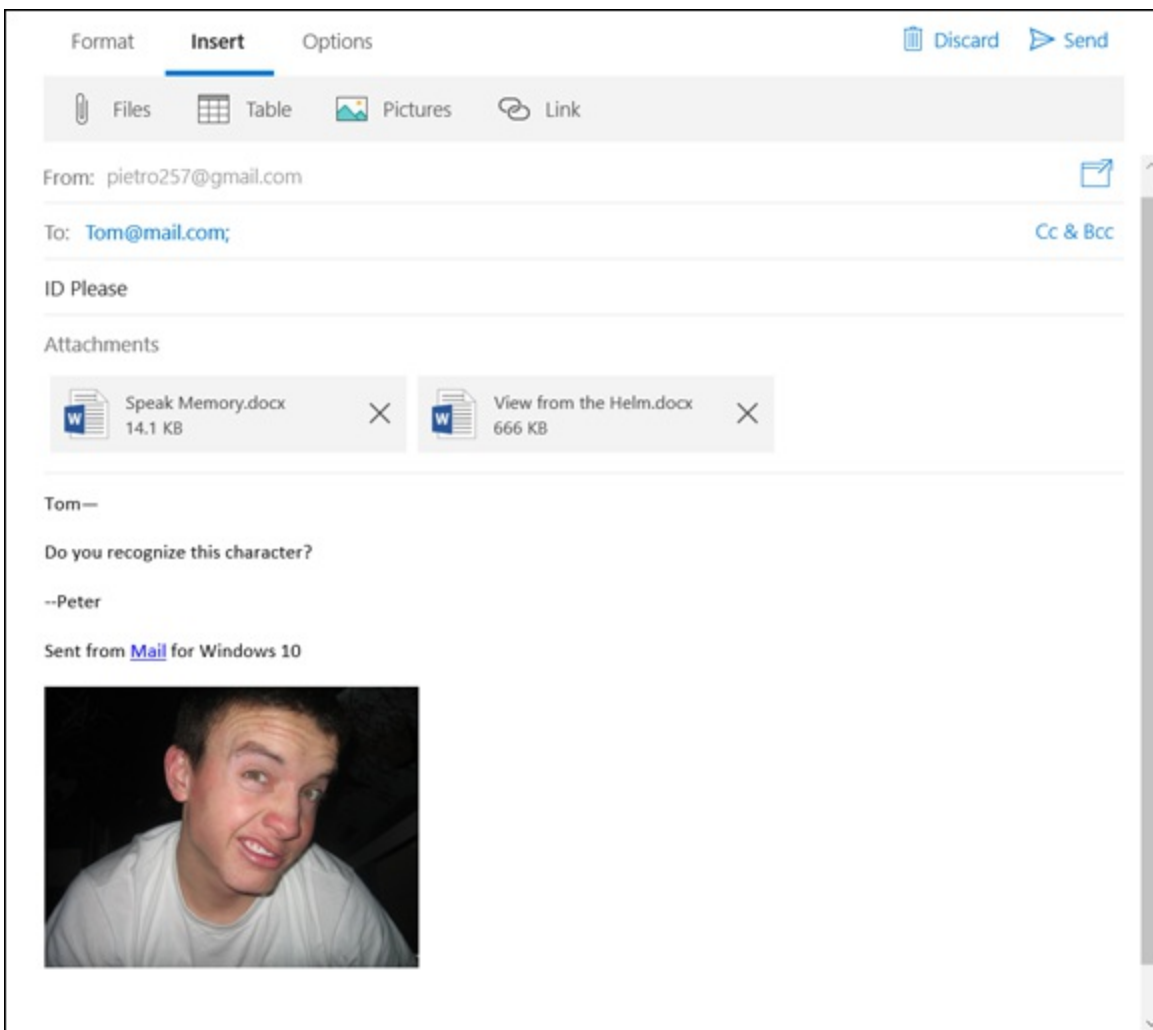 Format Insert Options Discard Send
Files Table Pictures Link
From: pietro257@gmail.com
To: Tom@mail.com; Cc & Bcc
ID Please
Attachments
Speak Memory.docx View from the Helm.docx
14.1 KB 666 KB
Tom—
Do you recognize this character?
--Peter
Sent from Mail for Windows 10